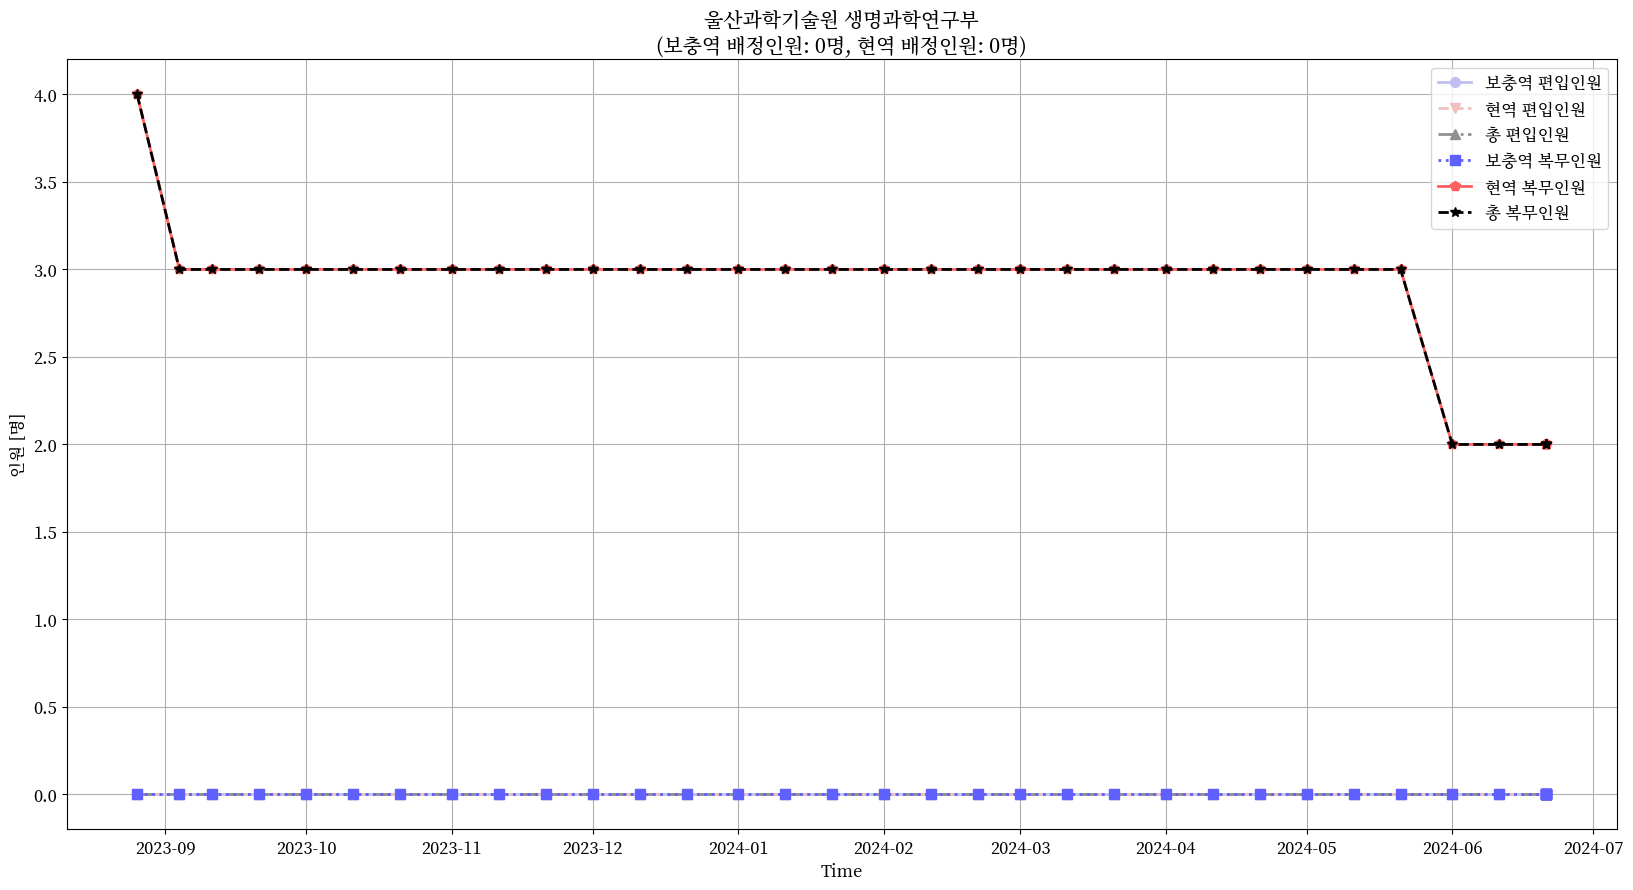 울산과학기술원 생명과학연구부
(보충역 배정인원: 0명, 현역 배정인원: 0명)
보충역 편입인원
현역 편입인원
총 편입인원
보충역 복무인원
현역 복무인원
총 복무인원
인원 [명]
4.0
3.5
3.0
2.5
2.0
1.5
1.0
0.5
0.0
2023-09 2023-10 2023-11 2023-12 2024-01 2024-02 2024-03 2024-04 2024-05 2024-06 2024-07
Time